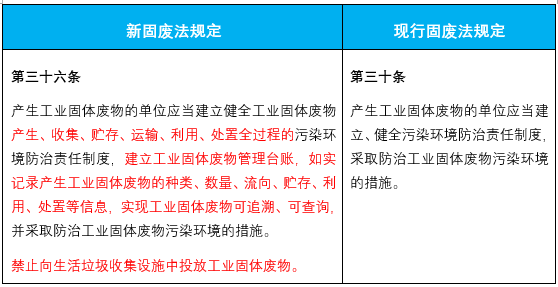 新固废法规定
现行固废法规定
第三十六条
产生工业固体废物的单位应当建立健全工业固体废物
产生、收集、贮存、运输、利用、处置全过程的污染环
境防治责任制度，建立工业固体废物管理台账，如实
记录产生工业固体废物的种类、数量、流向、贮存、利
用、处置等信息，实现工业固体废物可追溯、可查询，
并采取防治工业固体废物污染环境的措施。
禁止向生活垃圾收集设施中投放工业固体废物。
第三十条
产生工业固体废物的单位应当建
立、健全污染环境防治责任制度，
采取防治工业固体废物污染环境
的措施。